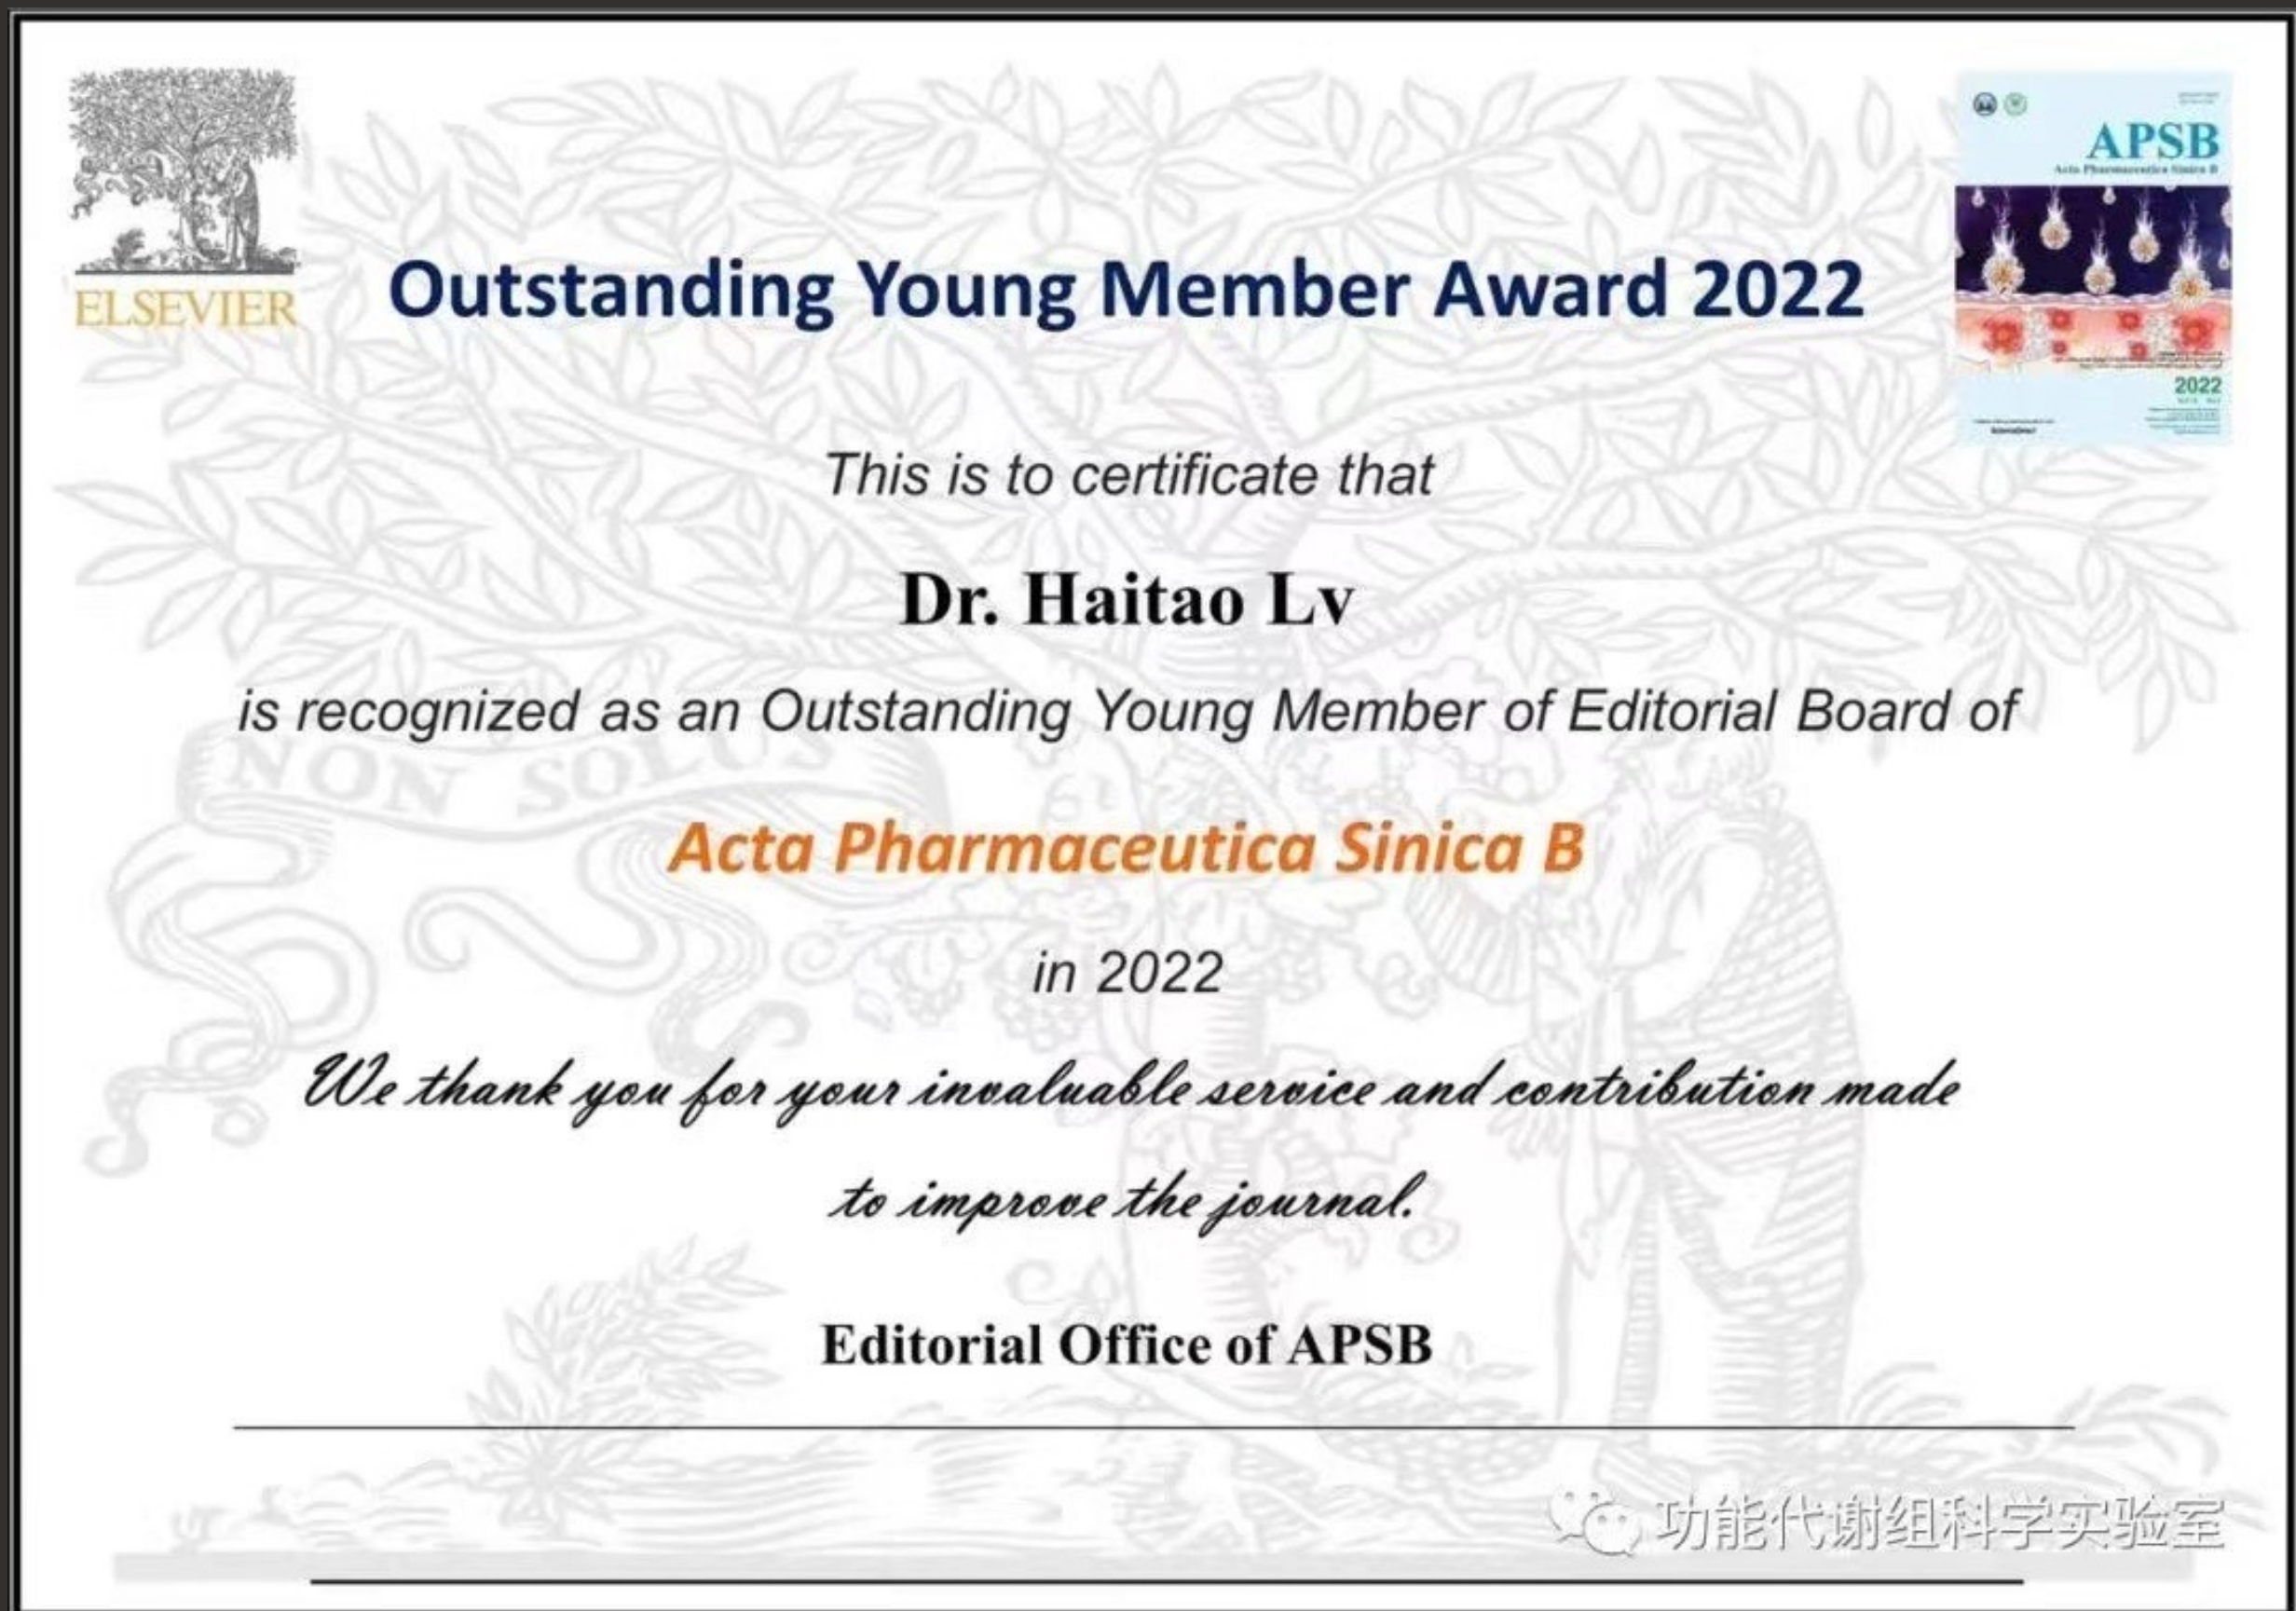 ELSEVIER
APSB
Acta Pharmaceutica Sinica B
2022
Outstanding Young Member Award 2022
This is to certificate that
Dr. Haitao Lv
is recognized as an Outstanding Young Member of Editorial Board of
NON SOLUS
Acta Pharmaceutica Sinica B
in 2022
We thank you for your invaluable service and contribution made
to improve the journal.
Editorial Office of APSB
功能代谢组科学实验室